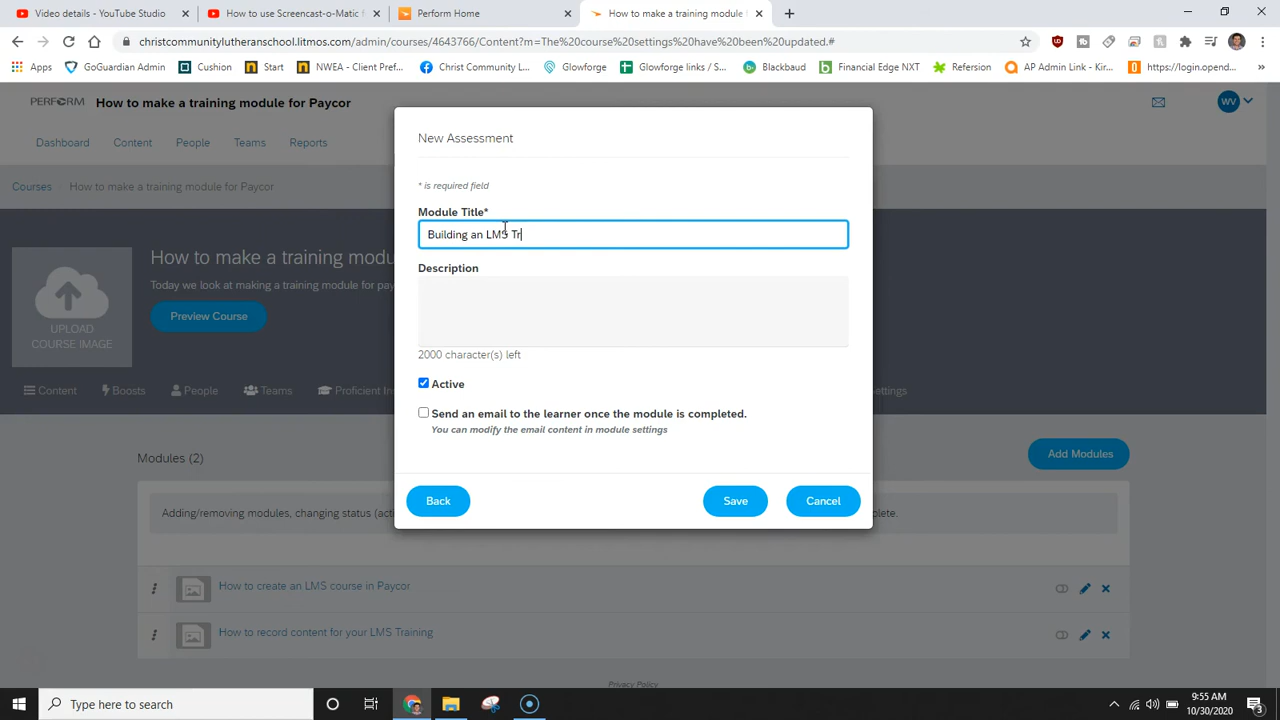 Video details - YouTube Studio
How to use Screencast-o-Matic f
Perform Home
How to make a training module
christcommunitylutheranschool.litmos.com/admin/courses/4643766/Content?m=The%20course%20settings%20have%20been%20updated.#
Apps
GoGuardian Admin
Cushion
Start
NWEA - Client Pref...
Christ Community L...
Glowforge
Glowforge links / S...
Blackbaud
Financial Edge NXT
Refersion
AP Admin Link - Kir...
https://login.opend...
PERFORM
How to make a training module for Paycor
WV
Dashboard
Content
People
Teams
Reports
Courses
How to make a training module for Paycor
How to make a training modu
Today we look at making a training module for pay
UPLOAD
COURSE IMAGE
Preview Course
Content
Boosts
People
Teams
Proficient In
ettings
New Assessment
* is required field
Module Title*
Building an LMS Tr
Description
2000 character(s) left
Active
Send an email to the learner once the module is completed.
You can modify the email content in module settings
Back
Save
Cancel
Modules (2)
Add Modules
Adding/removing modules, changing status (acti
lete.
How to create an LMS course in Paycor
How to record content for your LMS Training
Privacy Policy
Type here to search
9:55 AM
10/30/2020
3